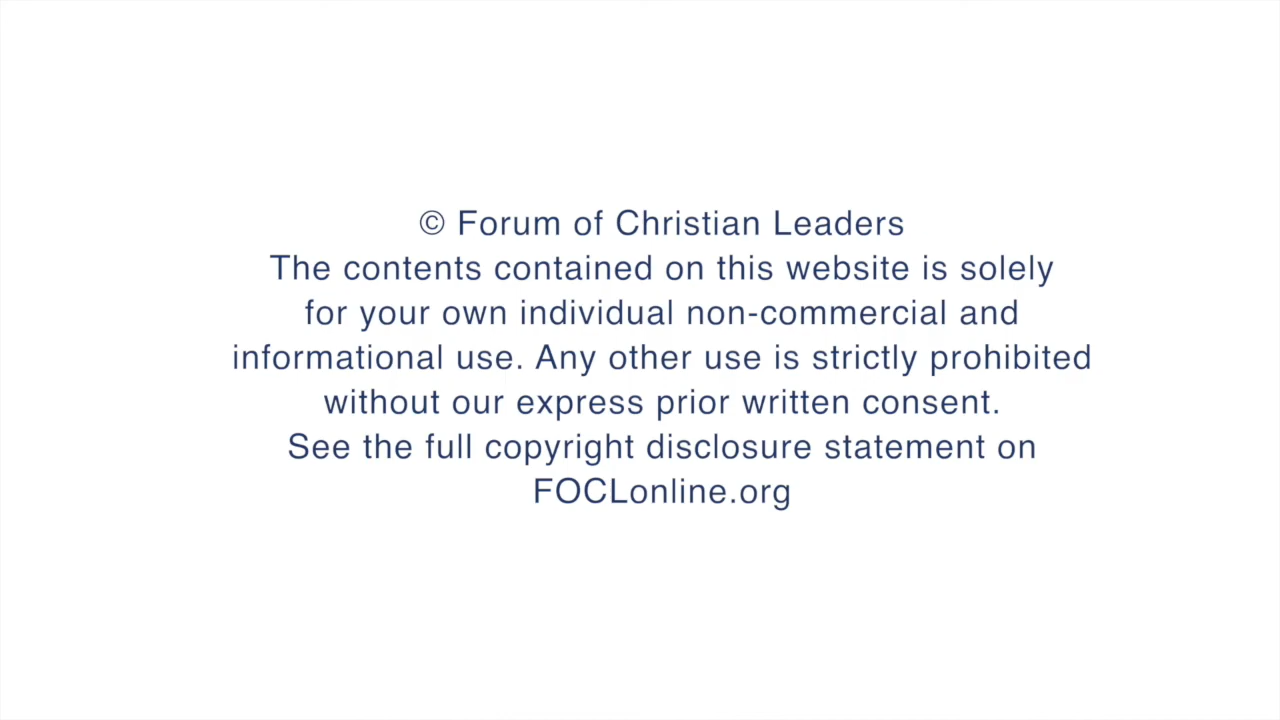 © Forum of Christian Leaders
The contents contained on this website is solely
for your own individual non-commercial and
informational use. Any other use is strictly prohibited
without our express prior written consent.
See the full copyright disclosure statement on
FOCLonline.org